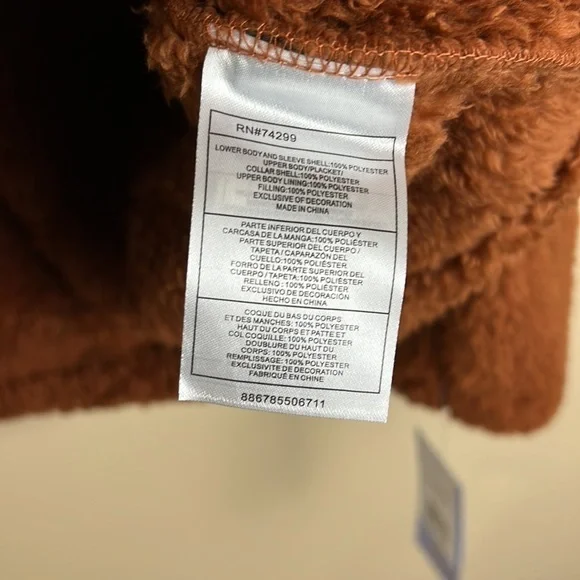 RN#74299
LOWER BODY AND SLEEVE SHELL:100% POLYESTER
UPPER BODY/PLACKET/
COLLAR SHELL:100% POLYESTER
UPPER BODY LINING:100% POLYESTER
FILLING:100% POLYESTER
EXCLUSIVE OF DECORATION
MADE IN CHINA
PARTE INFERIOR DEL CUERPO Y
CARCASA DE LA MANGA:100% POLIÉSTER
PARTE SUPERIOR DEL CUERPO /
TAPETA / CAPARAZÓN DEL
CUELLO:100% POLIÉSTER
FORRO DE LA PARTE SUPERIOR DEL
CUERPO / TAPETA:100% POLIÉSTER
RELLENO : 100% POLIÉSTER
EXCLUSIVO DE DECORACIÓN
HECHO EN CHINA
COQUE DU BAS DU CORPS
ET DES MANCHES: 100% POLYESTER
HAUT DU CORPS ET PATTE ET
COL COQUILLE: 100% POLYESTER
DOUBLURE DU HAUT DU
CORPS: 100% POLYESTER
REMPLISSAGE: 100% POLYESTER
EXCLUSIVITE DE DECORATION
FABRIQUÉ EN CHINE
886785506711